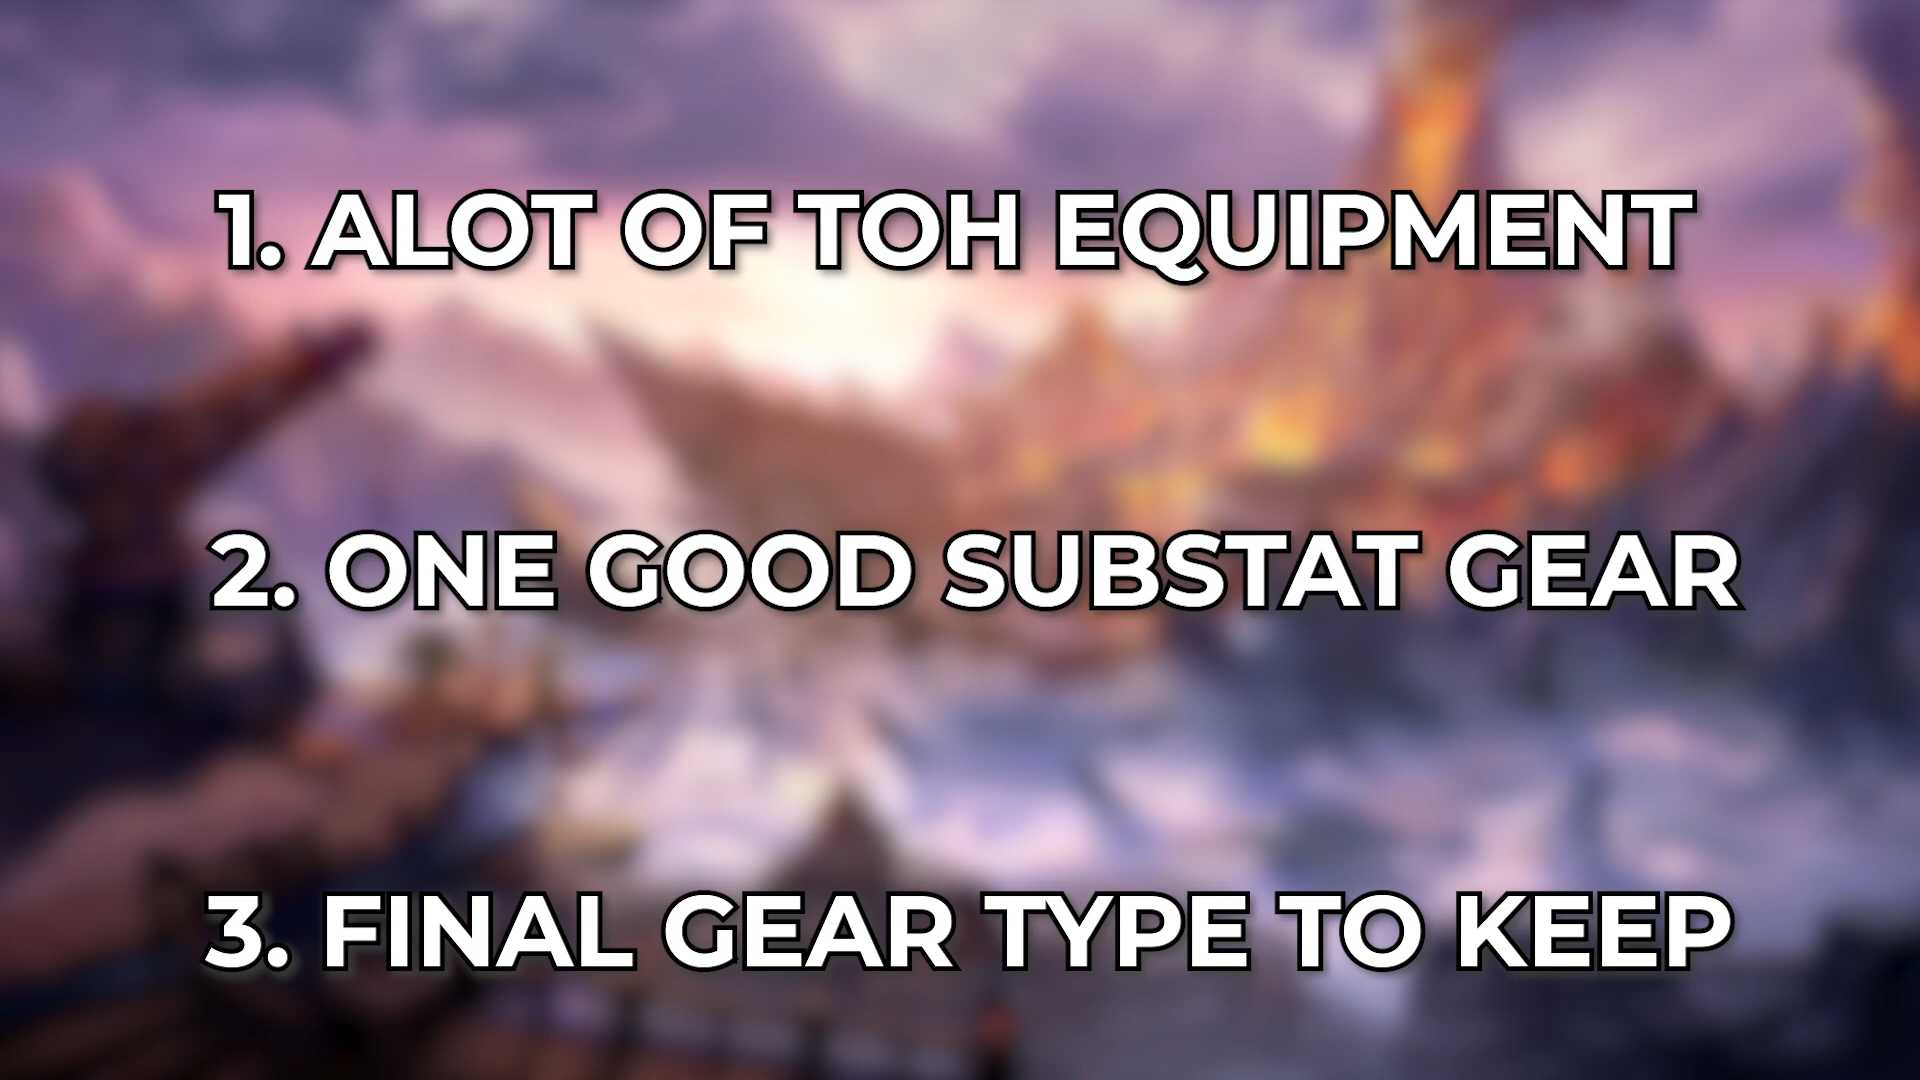 1. ALOT OF TOH EQUIPMENT
2. ONE GOOD SUBSTAT GEAR
3. FINAL GEAR TYPE TO KEEP